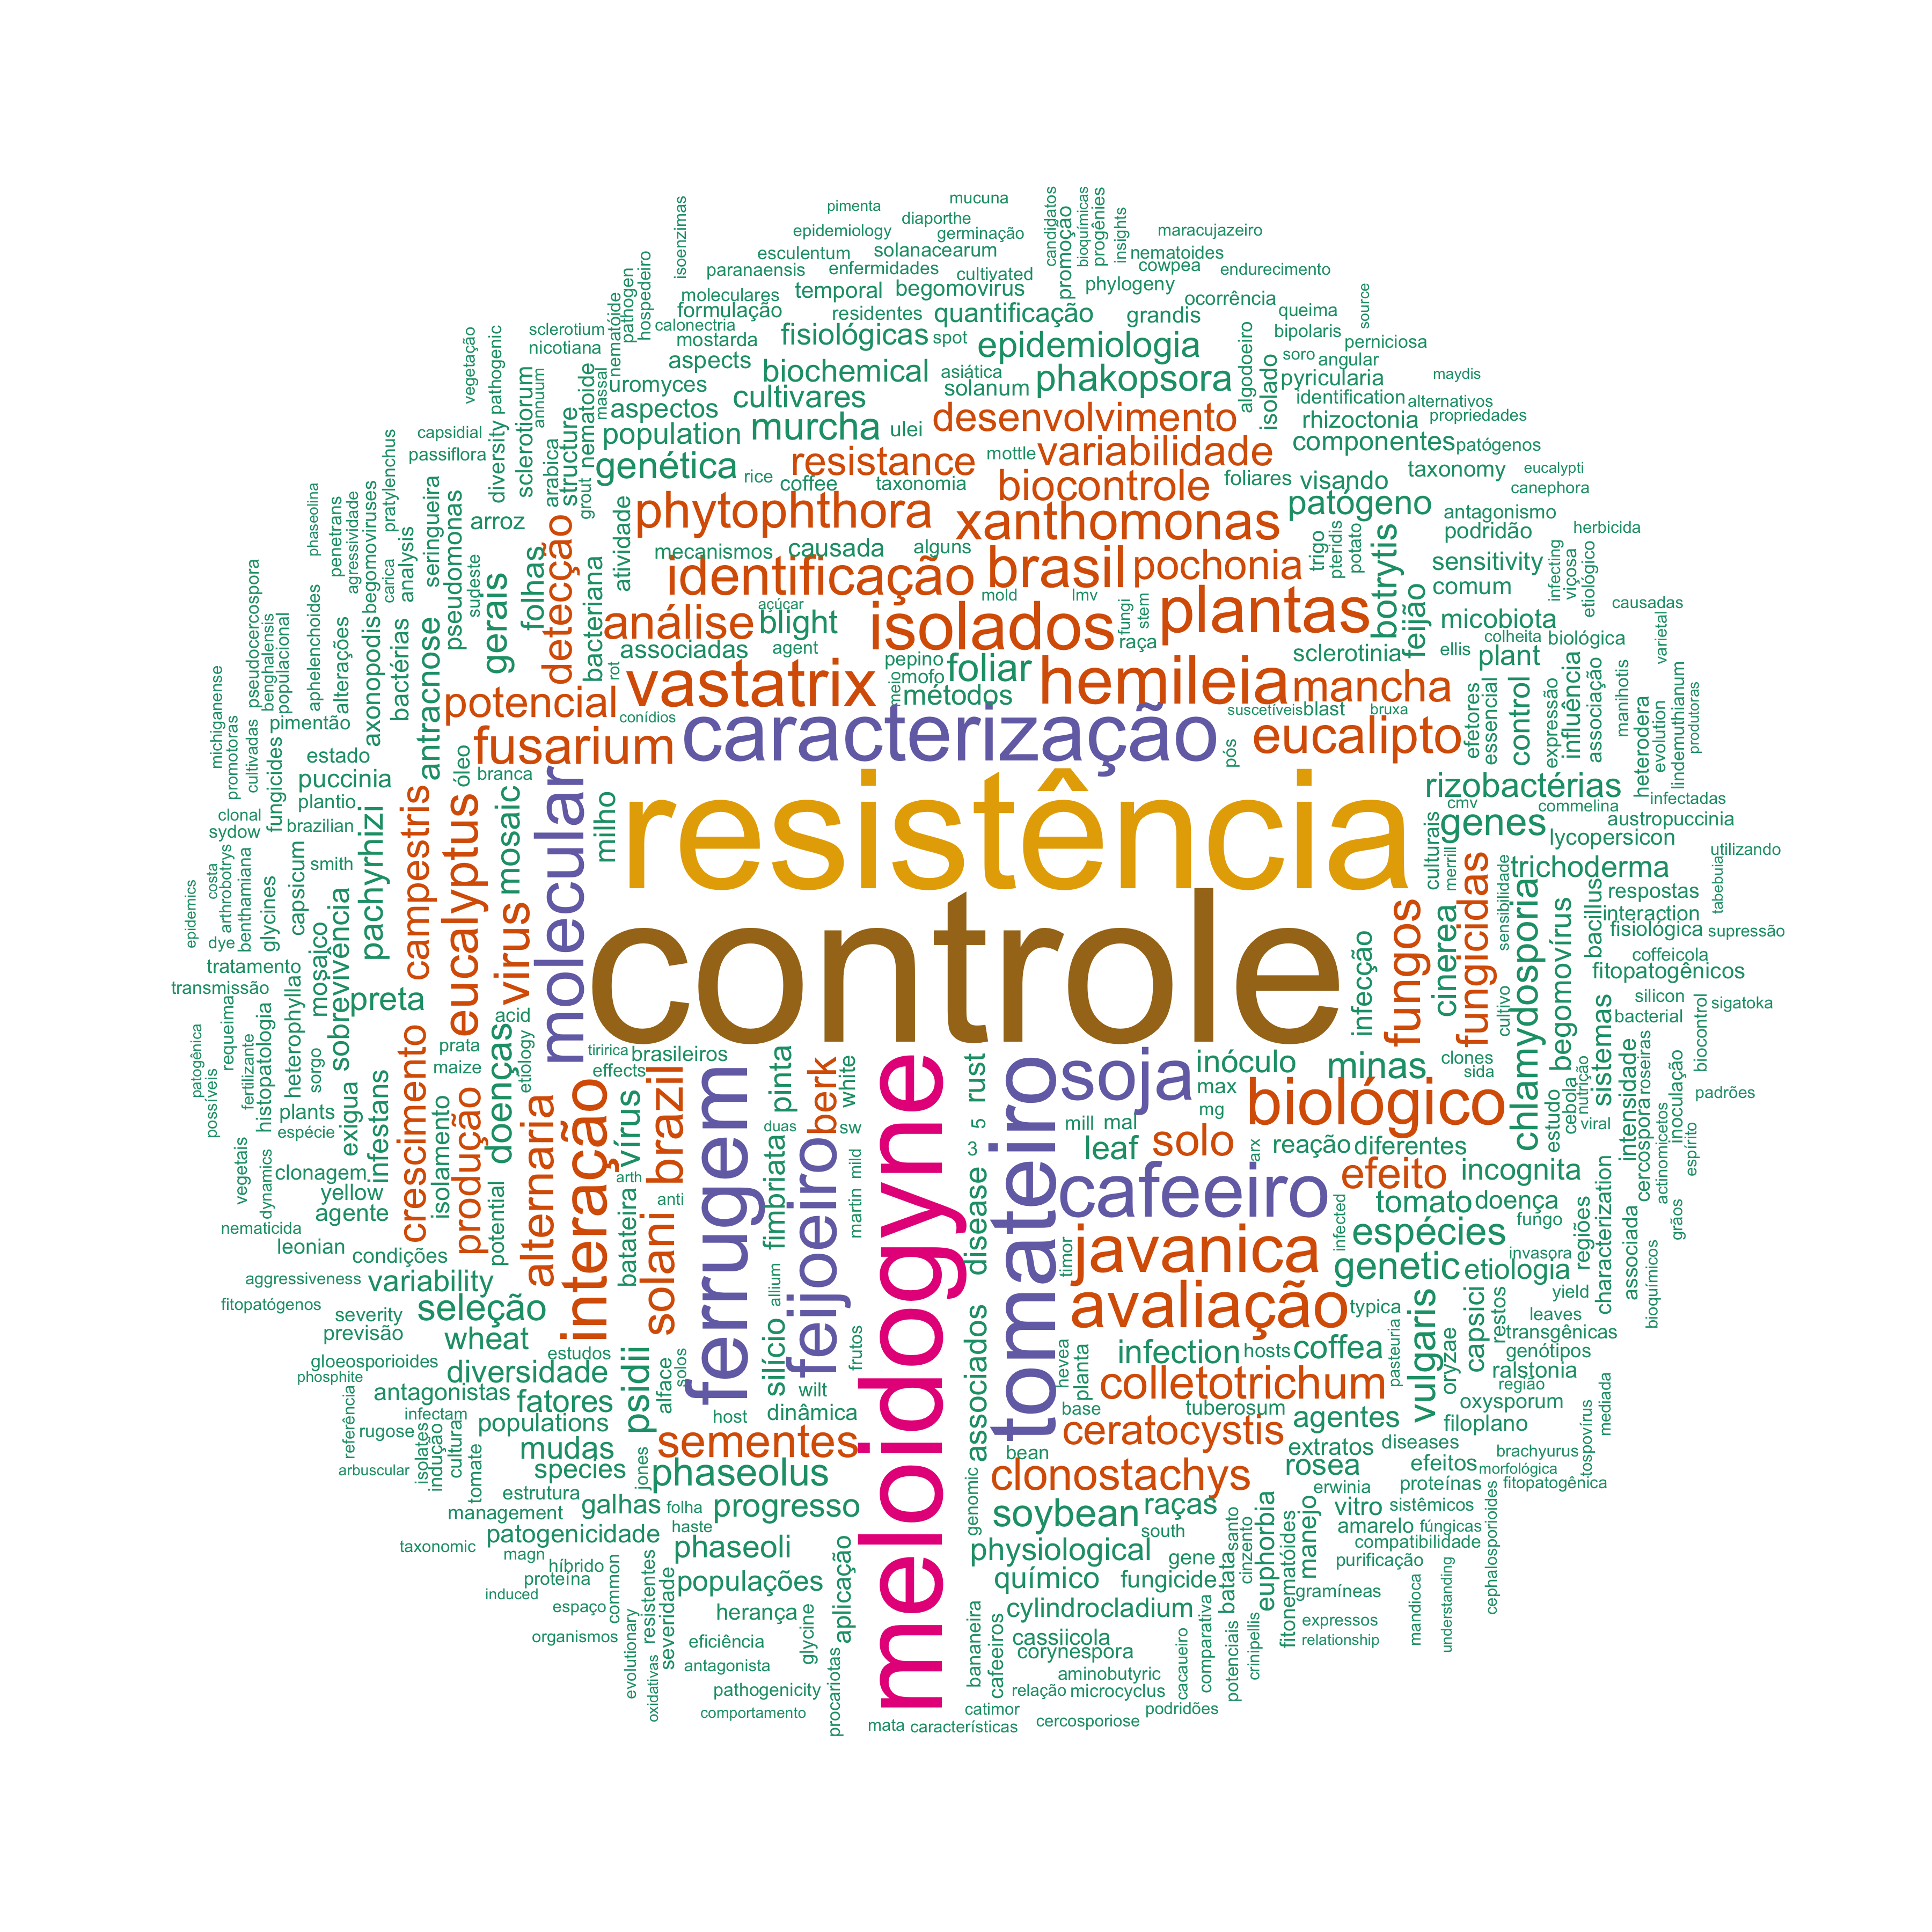 mucuna
pimenta
diaporthe
epidemiology
germinação
isoenzimas
candidatos
bioquímicas
progênies
promoção
insights
maracujazeiro
esculentum
solanacearum
nematoides
paranaensis
enfermidades
cultivated
cowpea
endurecimento
pathogen
hospedeiro
moleculares
temporal
begomovirus
phylogeny
formulação
residentes
quantificação
grandis
ocorrência
queima
source
sclerotium
calonectria
mostarda
fisiológicas
spot
epidemiologia
algodoeiro
bipolaris
perniciosa
vegetação
nicotiana
nematóide
aspects
biochemical
asiática
soro
angular
pathogenic
diversity
annuum
massal
uromyces
solanum
phakopsora
isolado
pyricularia
maydis
cultivares
identification
alternativos
aspectos
desenvolvimento
rhizoctonia
propriedades
capsidial
population
murcha
ulei
componentes
patógenos
passiflora
sclerotiorum
structure
nematoide
arabica
grout
genética
resistance
mottle
variabilidade
foliares
visando
taxonomy
eucalypti
rice
coffee
taxonomia
biocontrole
canephora
phaseolina
penetrans
agressividade
pratylenchus
begomoviruses
carica
analysis
seringueira
pseudomonas
sudeste
arroz
folhas
detecção
bacteriana
atividade
phytophthora
xanthomonas
patógeno
antagonismo
podridão
herbicida
mecanismos
causada
alguns
trigo
pteridis
potato
botrytis
sensitivity
infecting
viçosa
etiológico
identificação
brasil
pochonia
comum
mold
lmv
açúcar
análise
blight
isolados
fungi
stem
plantas
feijão
micobiota
causadas
associadas
agent
raça
colheita
biológica
varietal
pseudocercospora
benghalensis
populacional
aphelenchoides
alterações
axonopodis
bactérias
antracnose
gerais
rot
pepino
mofo
meio
foliar
sclerotinia
ellis
plant
potencial
vastatrix
métodos
hemileia
mancha
efetores
essencial
control
expressão
influência
associação
manihotis
heterodera
evolution
lindemuthianum
produtoras
conídios
suscetíveis
blast
bruxa
michiganense
promotoras
cultivadas
pimentão
fungicides
estado
fusarium
caracterização
pós
eucalipto
puccinia
óleo
branca
rizobactérias
plantio
resistência
cmv
commelina
infectadas
clonal
sydow
brazilian
pachyrhizi
campestris
eucalyptus
mosaic
molecular
milho
culturais
merrill
genes
austropuccinia
lycopersicon
utilizando
costa
smith
trichoderma
tabebuia
epidemics
arthrobotrys
benthamiana
glycines
capsicum
sobrevivência
virus
controle
fungos
cinerea
fungicidas
sensibilidade
chlamydosporia
begomovírus
bacillus
respostas
interaction
fisiológica
supressão
dye
mosaico
infecção
coffeicola
tratamento
fitopatogênicos
transmissão
preta
silicon
sigatoka
requeima
histopatologia
heterophyllae
acid
cultivo
sistemas
bacterial
biocontrol
patogênica
possíveis
fertilizante
sorgo
crescimento
prata
maize
doenças
etiology
tiririca
brasileiros
effects
ferrugem
pinta
berk
white
meloidogyne
rust
tomateiro
soja
inóculo
minas
clones
sida
max
mg
biológico
estudo
cebola
nutrição
viral
intensidade
cercospora
roseiras
actinomicetos
inoculação
padrões
plants
exigua
infestans
espécie
isolamento
produção
alternaria
interação
vírus
brazil
duas
feijoeiro
sw
5
3
mill
mal
leaf
solo
arx
reação
diferentes
espírito
vegetais
dynamics
clonagem
arth
fimbriata
mild
martin
cafeeiro
efeito
incognita
yellow
agente
potential
batateira
anti
solani
disease
infected
tomato
doença
grãos
nematicida
fungo
leonian
condições
timor
javanica
espécies
regiões
characterization
associada
bioquímicos
invasora
aggressiveness
variability
allium
genetic
etiologia
yield
fitopatógenos
seleção
severity
avaliação
typica
vulgaris
capsici
restos
leaves
previsão
wheat
silício
frutos
associados
transgênicas
estudos
psidii
alface
solos
hevea
planta
infection
hosts
coffea
pasteuria
oryzae
genótipos
gloeosporioides
phosphite
diversidade
colletotrichum
ralstonia
região
antagonistas
fatores
wilt
mediada
infectam
host
dinâmica
base
tuberosum
agentes
oxysporum
referência
rugose
populations
ceratocystis
filoplano
isolates
indução
cultura
mudas
sementes
bean
extratos
diseases
brachyurus
tospovírus
arbuscular
tomate
species
jones
phaseolus
clonostachys
rosea
efeitos
morfológica
erwinia
proteínas
fitopatogênica
estrutura
genomic
management
galhas
folha
progresso
soybean
raças
euphorbia
vitro
sistêmicos
cephalosporioides
patogenicidade
haste
south
santo
cinzento
fitonematóides
manejo
amarelo
fúngicas
taxonomic
magn
phaseoli
physiological
gene
compatibilidade
híbrido
purificação
proteína
aplicação
químico
fungicide
batata
induced
common
populações
gramíneas
mandioca
understanding
espaço
resistentes
severidade
herança
glycine
cylindrocladium
expressos
organismos
eficiência
bananeira
cafeeiros
cassiicola
relationship
evolutionary
oxidativas
antagonista
corynespora
cacaueiro
comparativa
potenciais
crinipellis
procariotas
aminobutyric
pathogenicity
relação
microcyclus
comportamento
catimor
podridões
mata
características
cercosporiose